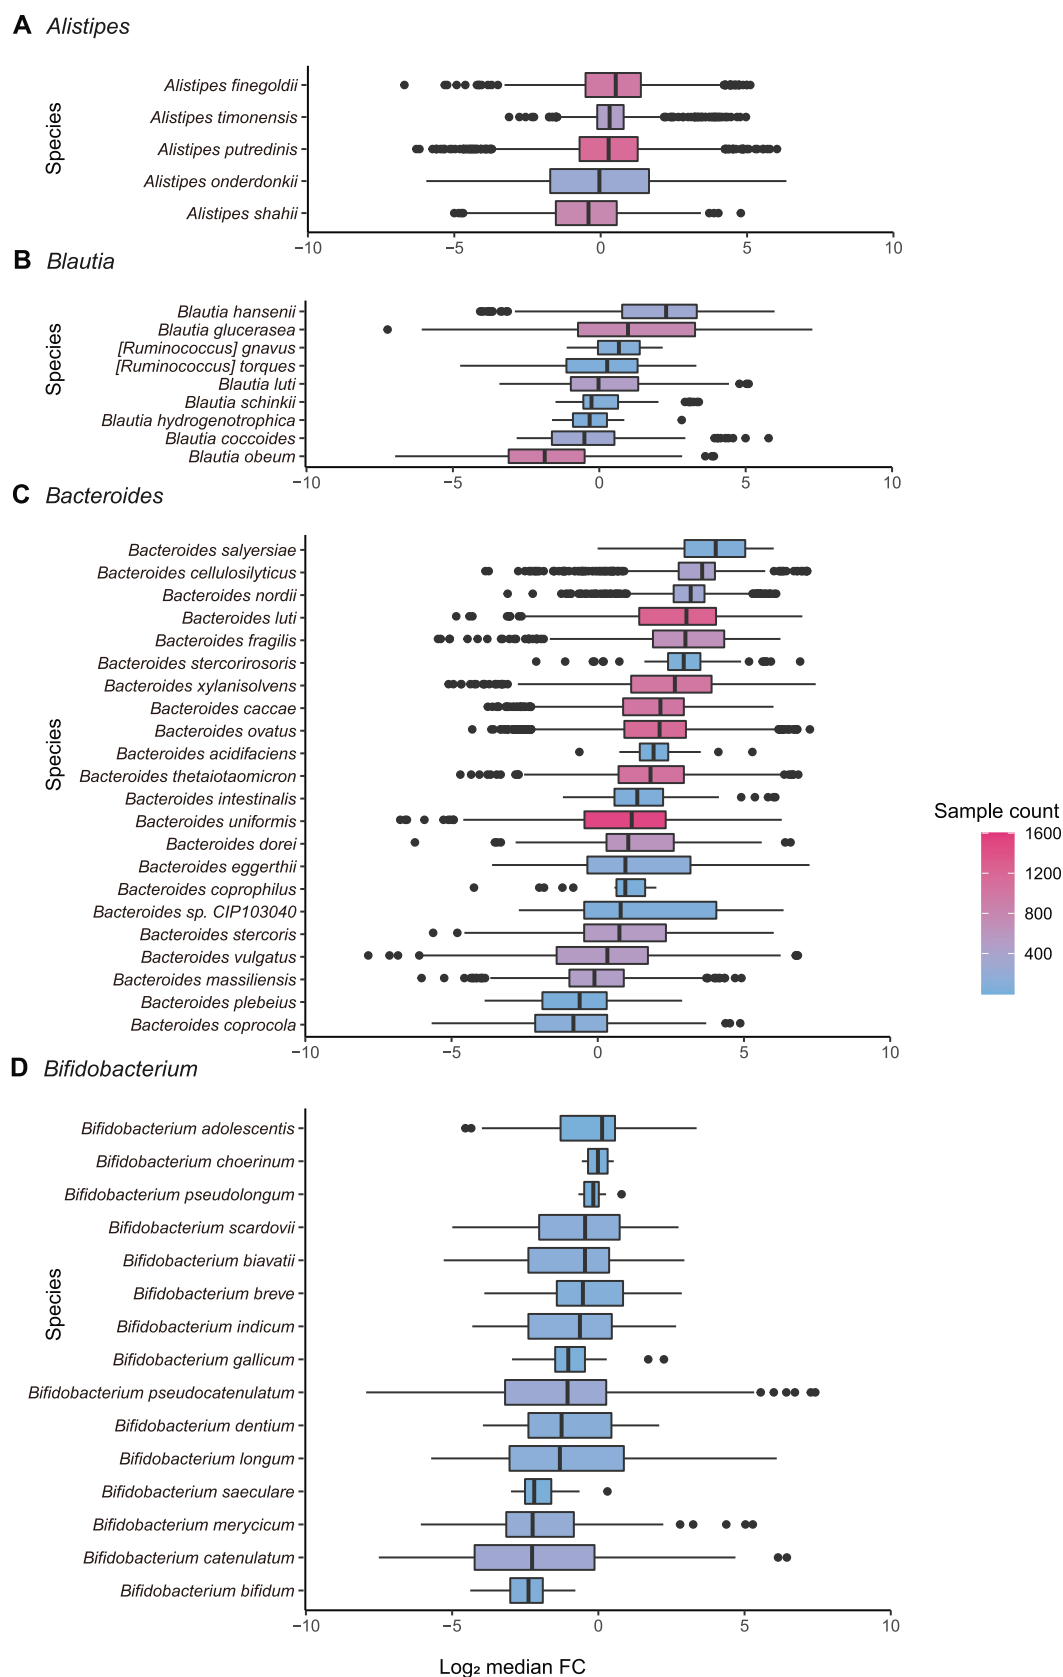 A Alistipes
Species
Alistipes finegoldii
Alistipes timonensis
Alistipes putredinis
Alistipes onderdonkii
Alistipes shahii
−10 −5 0 5 10
B Blautia
Species
Blautia hansenii
Blautia glucerasea
[Ruminococcus] gnavus
[Ruminococcus] torques
Blautia luti
Blautia schinkii
Blautia hydrogenotrophica
Blautia coccoides
Blautia obeum
−10 −5 0 5 10
C Bacteroides
Species
Bacteroides salyersiae
Bacteroides cellulosilyticus
Bacteroides nordii
Bacteroides luti
Bacteroides fragilis
Bacteroides stercorirosoris
Bacteroides xylanisolvens
Bacteroides caccae
Bacteroides ovatus
Bacteroides acidifaciens
Bacteroides thetaiotaomicron
Bacteroides intestinalis
Bacteroides uniformis
Bacteroides dorei
Bacteroides eggerthii
Bacteroides coprophilus
Bacteroides sp. CIP103040
Bacteroides stercoris
Bacteroides vulgatus
Bacteroides massiliensis
Bacteroides plebeius
Bacteroides coprocola
−10 −5 0 5 10
Sample count
1600
1200
800
400
D Bifidobacterium
Species
Bifidobacterium adolescentis
Bifidobacterium choerinum
Bifidobacterium pseudolongum
Bifidobacterium scardovii
Bifidobacterium biavatii
Bifidobacterium breve
Bifidobacterium indicum
Bifidobacterium gallicum
Bifidobacterium pseudocatenulatum
Bifidobacterium dentium
Bifidobacterium longum
Bifidobacterium saeculare
Bifidobacterium merycicum
Bifidobacterium catenulatum
Bifidobacterium bifidum
−10 −5 0 5 10
Log₂ median FC